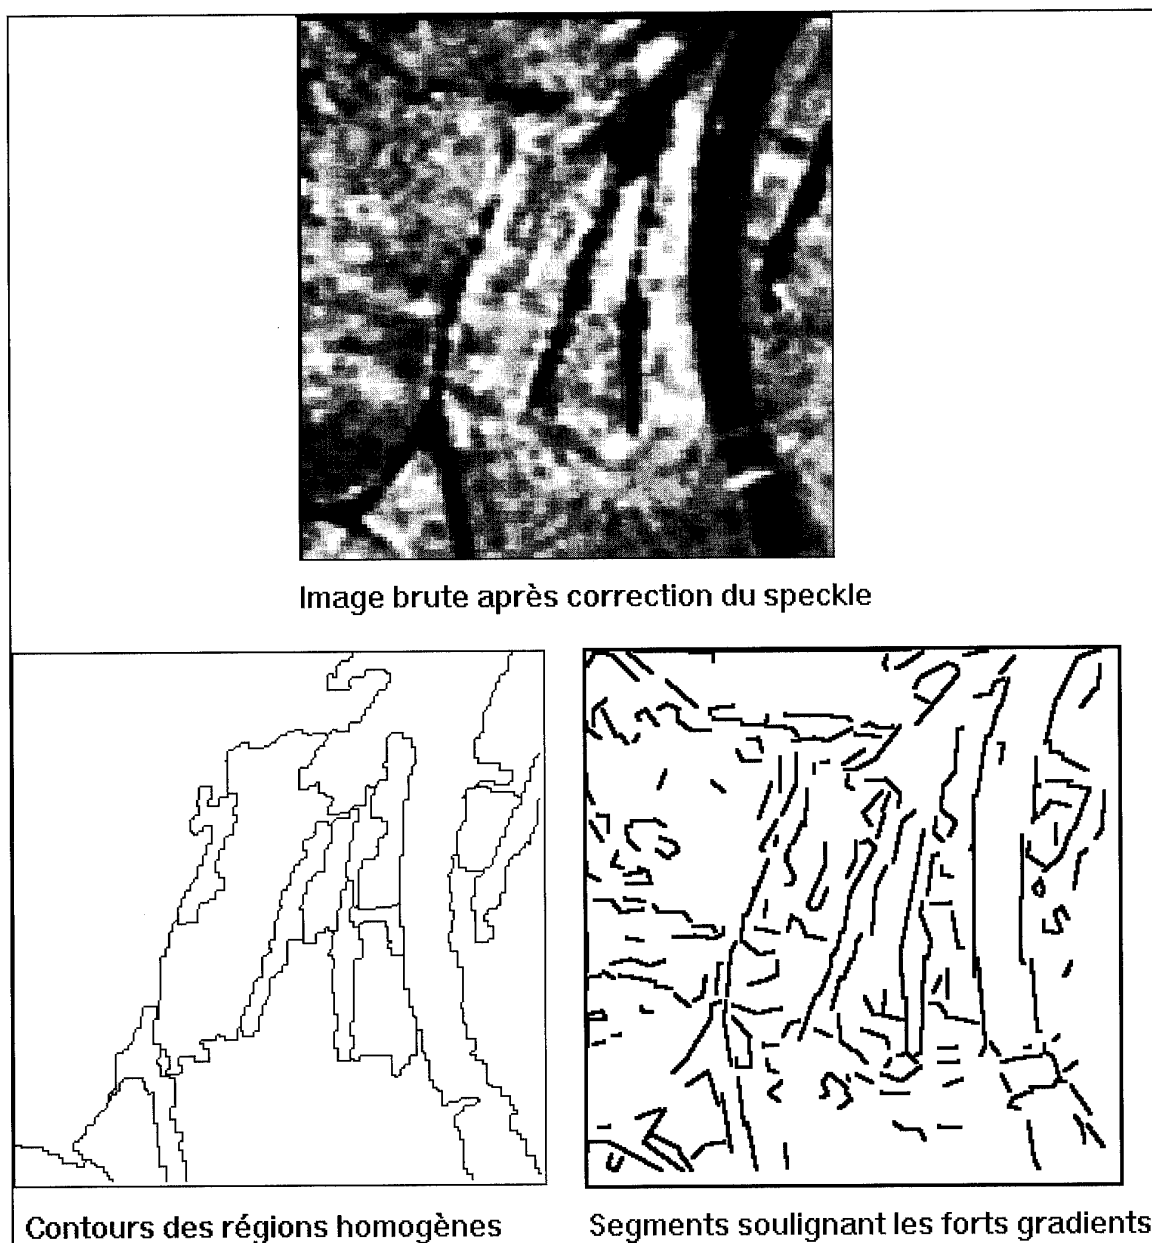 Image brute après correction du speckle
Contours des régions homogènes
Segments soulignant les forts gradients